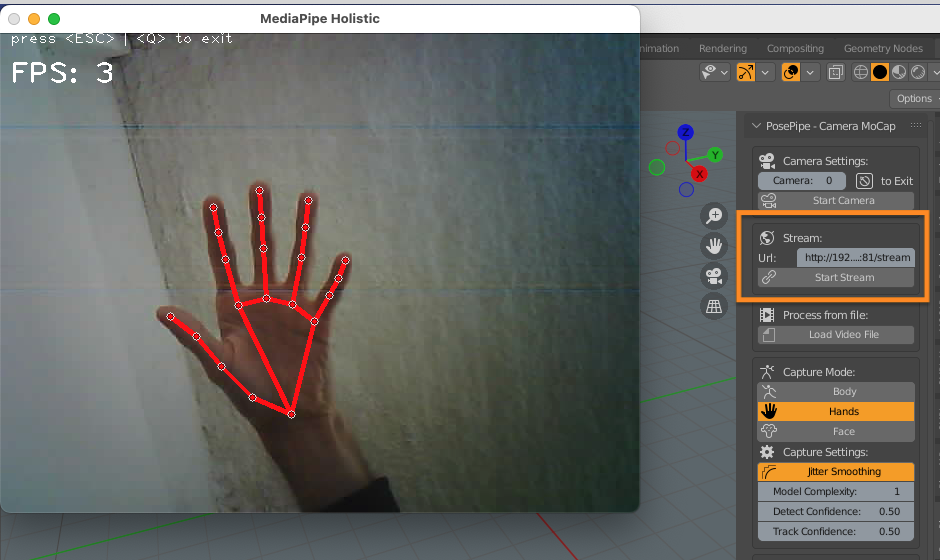 MediaPipe Holistic
press <ESC> | <Q> to exit
FPS: 3
nimation Rendering Compositing Geometry Nodes
Options
PosePipe - Camera MoCap
Z
Y
X
Camera Settings:
Camera: 0 to Exit
Start Camera
Stream:
Url: http://192....:81/stream
Start Stream
Process from file:
Load Video File
Capture Mode:
Body
Hands
Face
Capture Settings:
Jitter Smoothing
Model Complexity: 1
Detect Confidence: 0.50
Track Confidence: 0.50